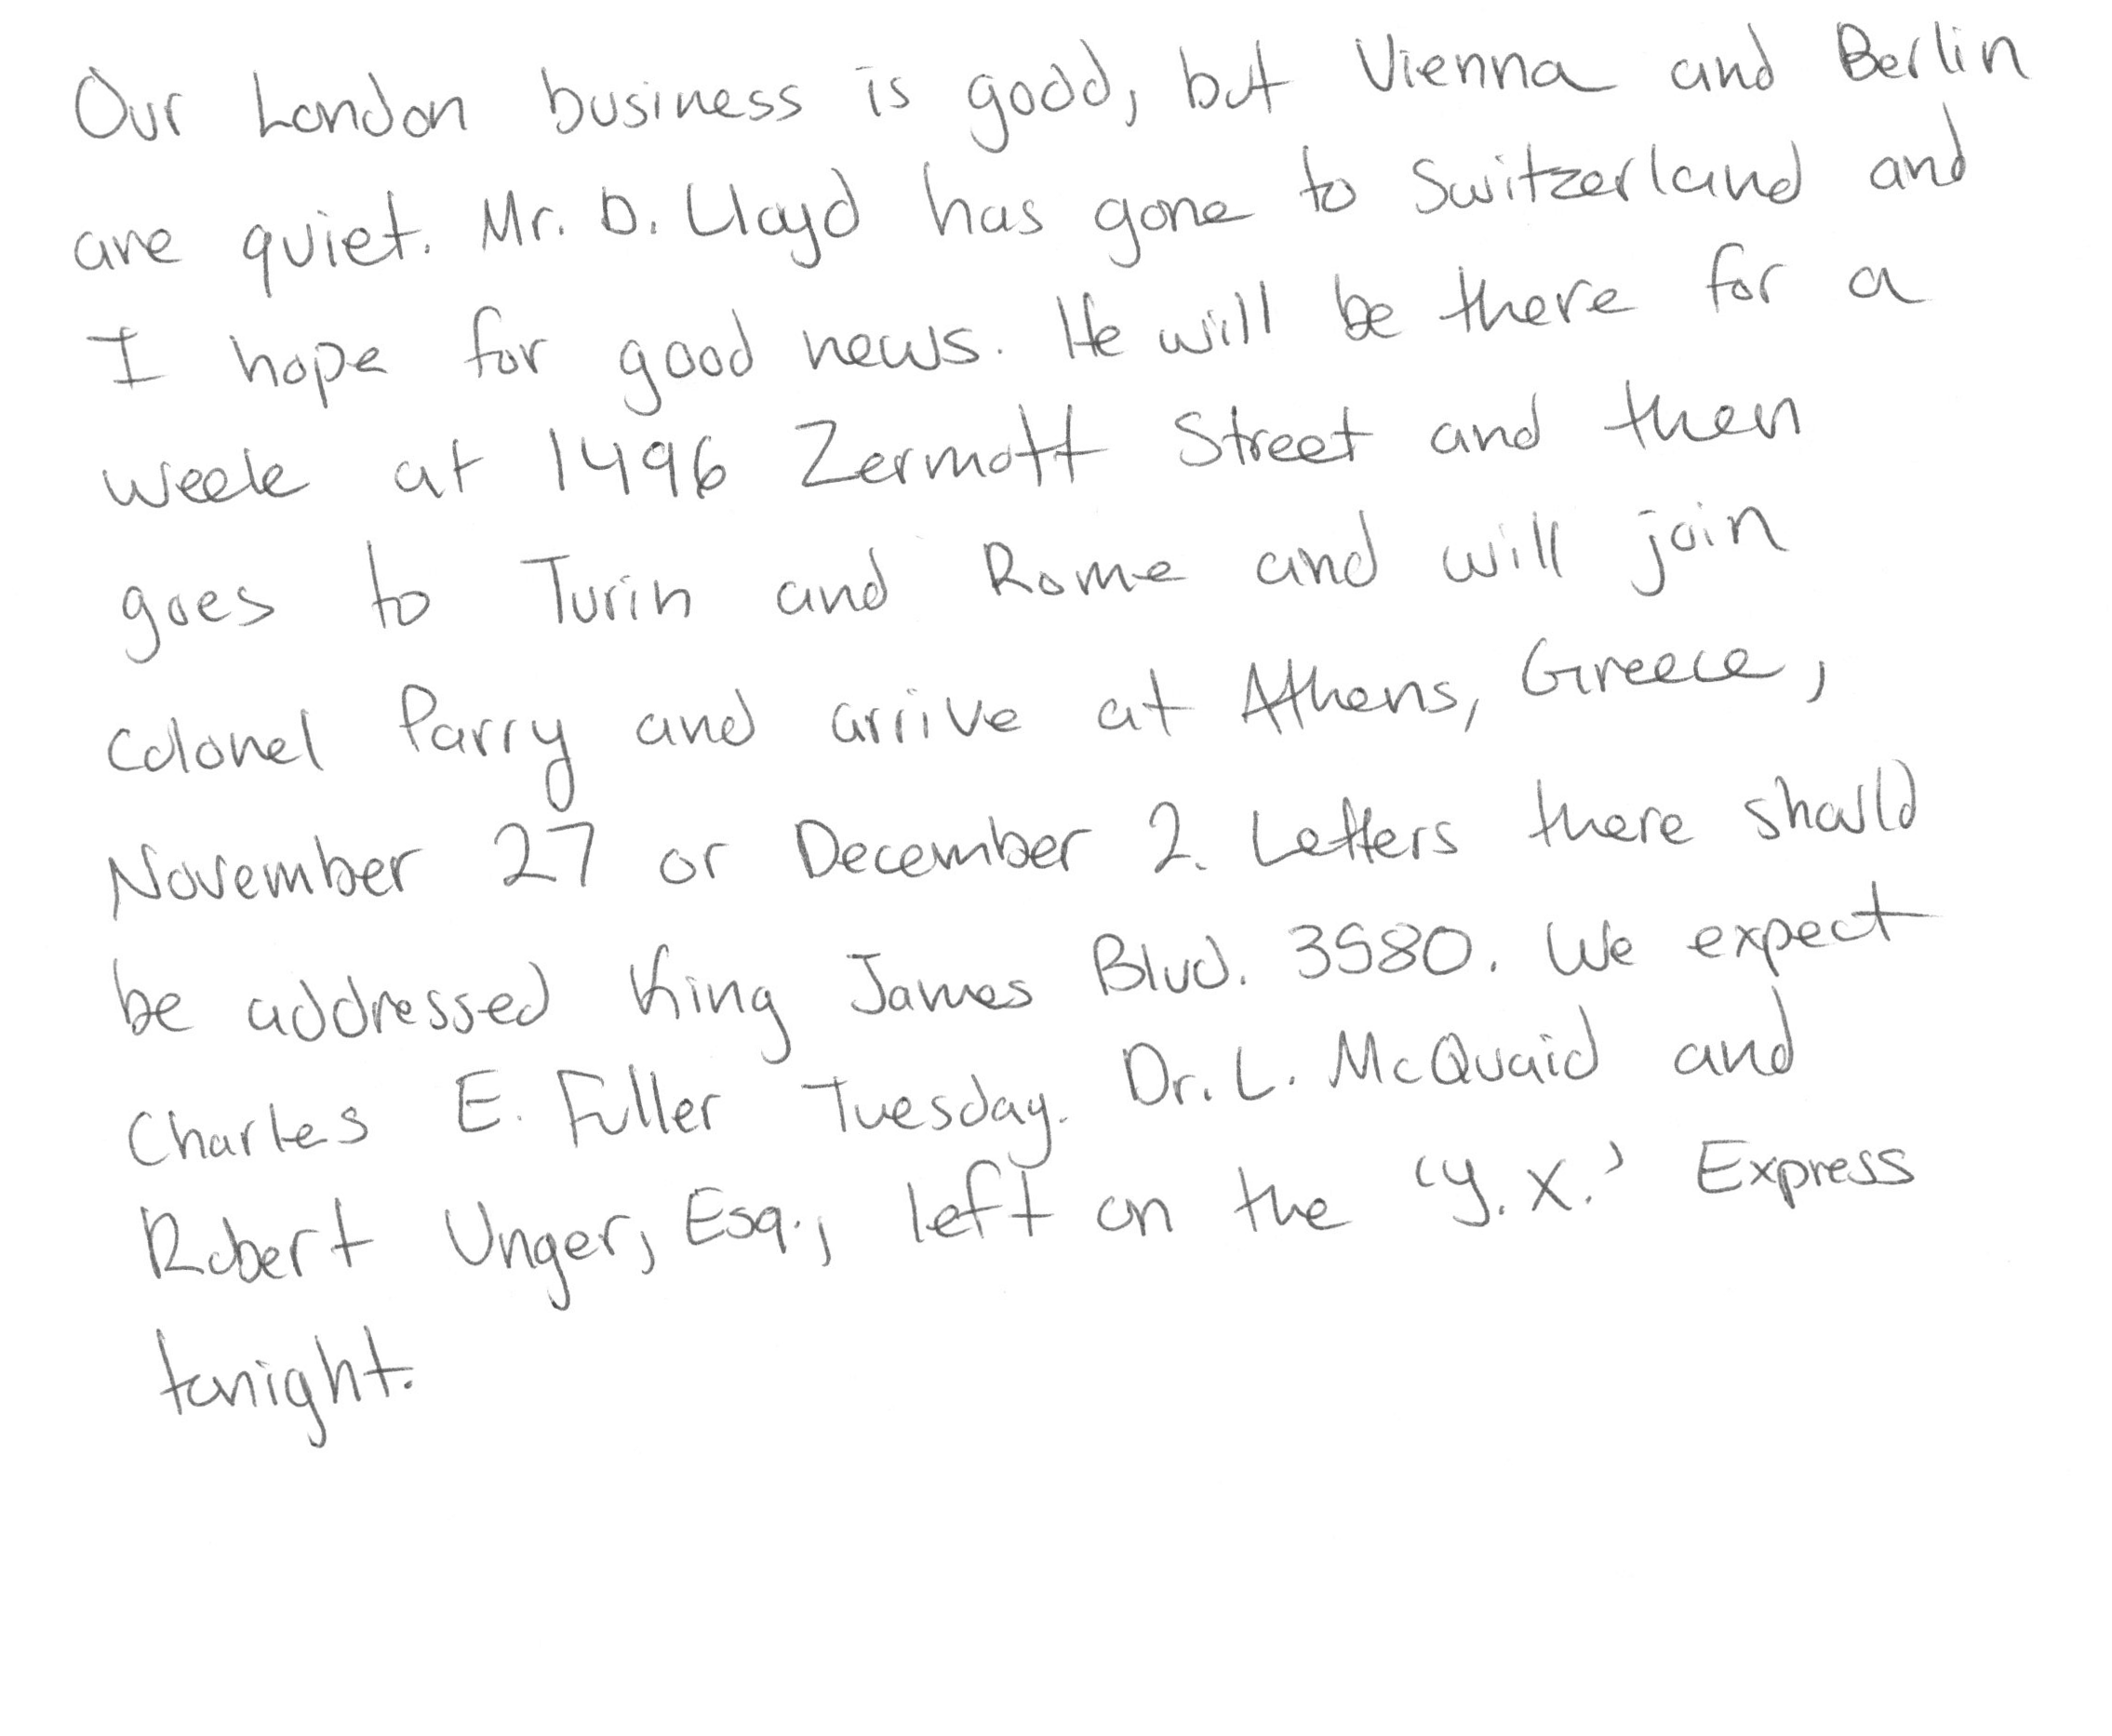 Our London business is good, but Vienna and Berlin
are quiet. Mr. D. Lloyd has gone to Switzerland and
I hope for good news. He will be there for a
week at 1496 Zermott Street and then
goes to Turin and Rome and will join
Colonel Parry and arrive at Athens, Greece,
November 27 or December 2. Letters there should
be addressed King James Blvd. 3580. We expect
Charles E. Fuller Tuesday. Dr. L. McQuaid and
Robert Unger, Esq., left on the 'Y. X.' Express
tonight.